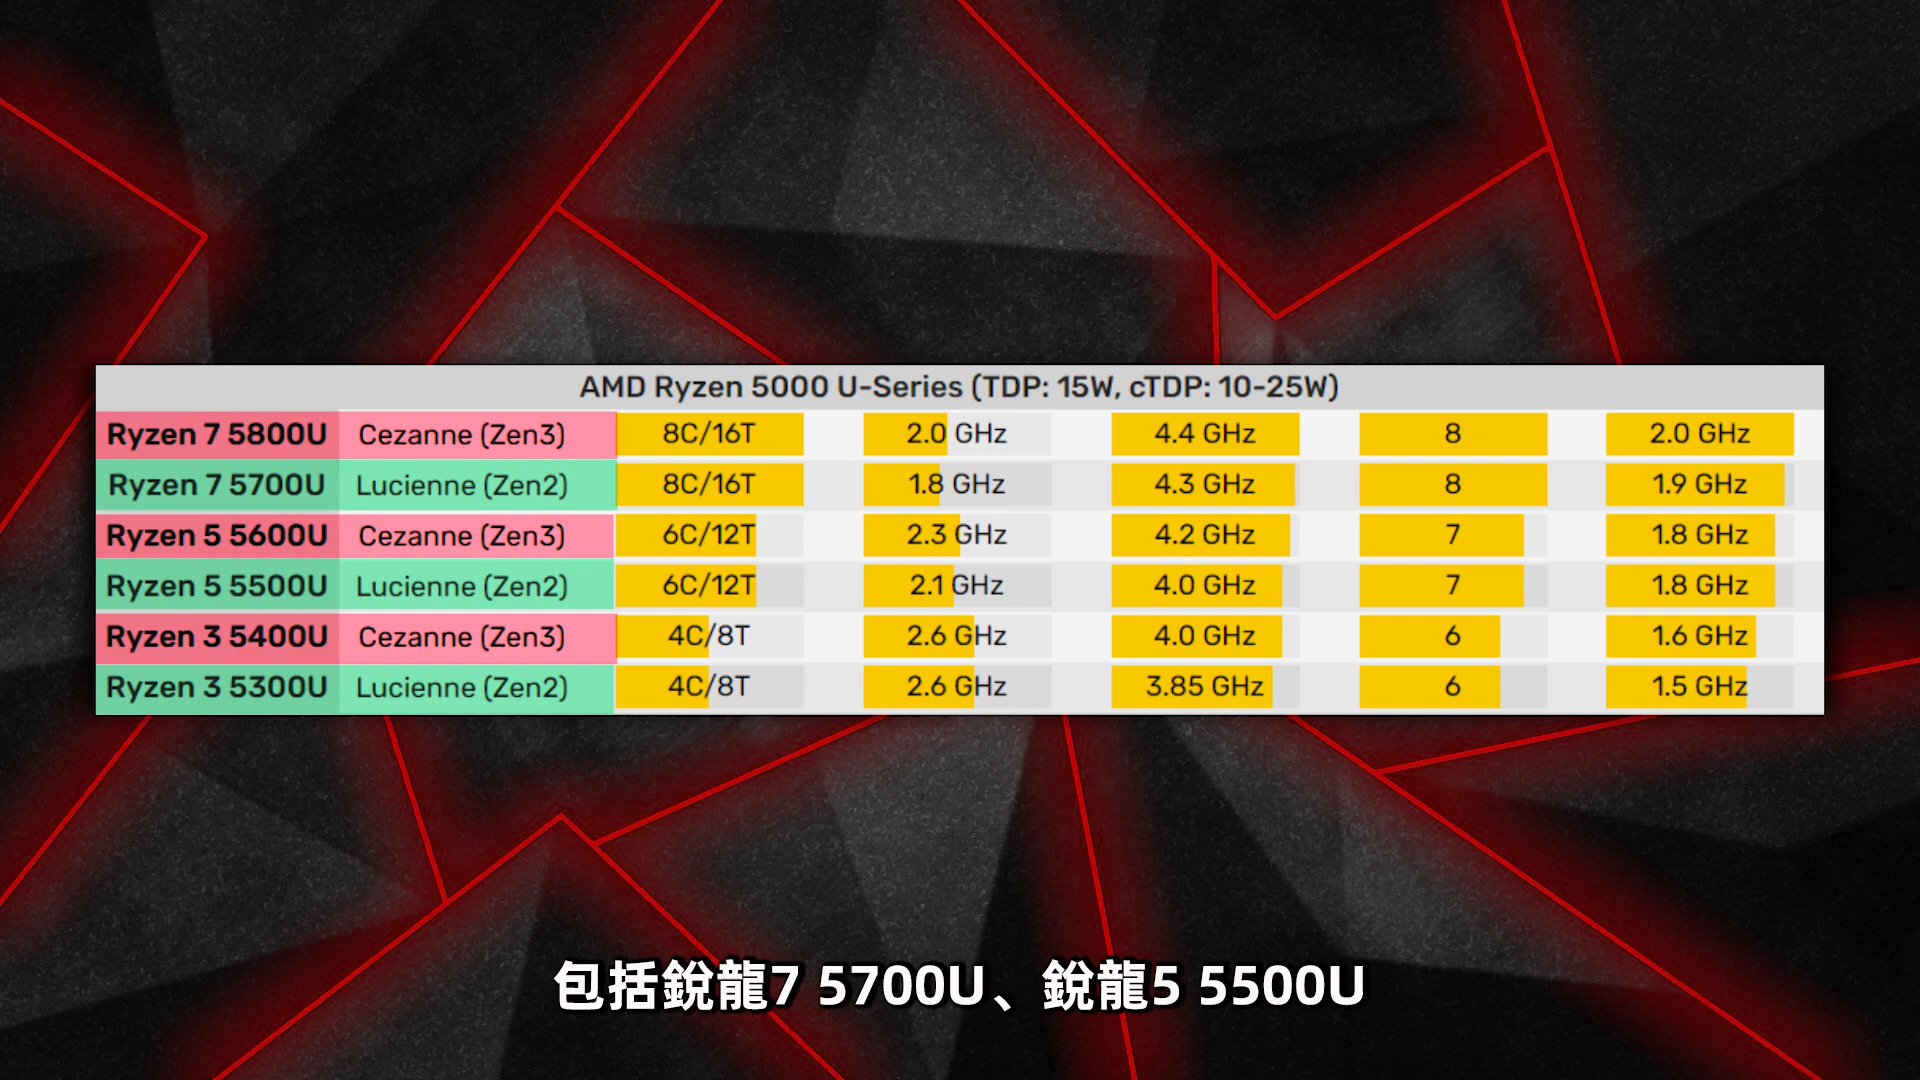 AMD Ryzen 5000 U-Series (TDP: 15W, cTDP: 10-25W)
Ryzen 7 5800U Cezanne (Zen3) 8C/16T 2.0 GHz 4.4 GHz 8 2.0 GHz
Ryzen 7 5700U Lucienne (Zen2) 8C/16T 1.8 GHz 4.3 GHz 8 1.9 GHz
Ryzen 5 5600U Cezanne (Zen3) 6C/12T 2.3 GHz 4.2 GHz 7 1.8 GHz
Ryzen 5 5500U Lucienne (Zen2) 6C/12T 2.1 GHz 4.0 GHz 7 1.8 GHz
Ryzen 3 5400U Cezanne (Zen3) 4C/8T 2.6 GHz 4.0 GHz 6 1.6 GHz
Ryzen 3 5300U Lucienne (Zen2) 4C/8T 2.6 GHz 3.85 GHz 6 1.5 GHz
包括銳龍7 5700U、銳龍5 5500U